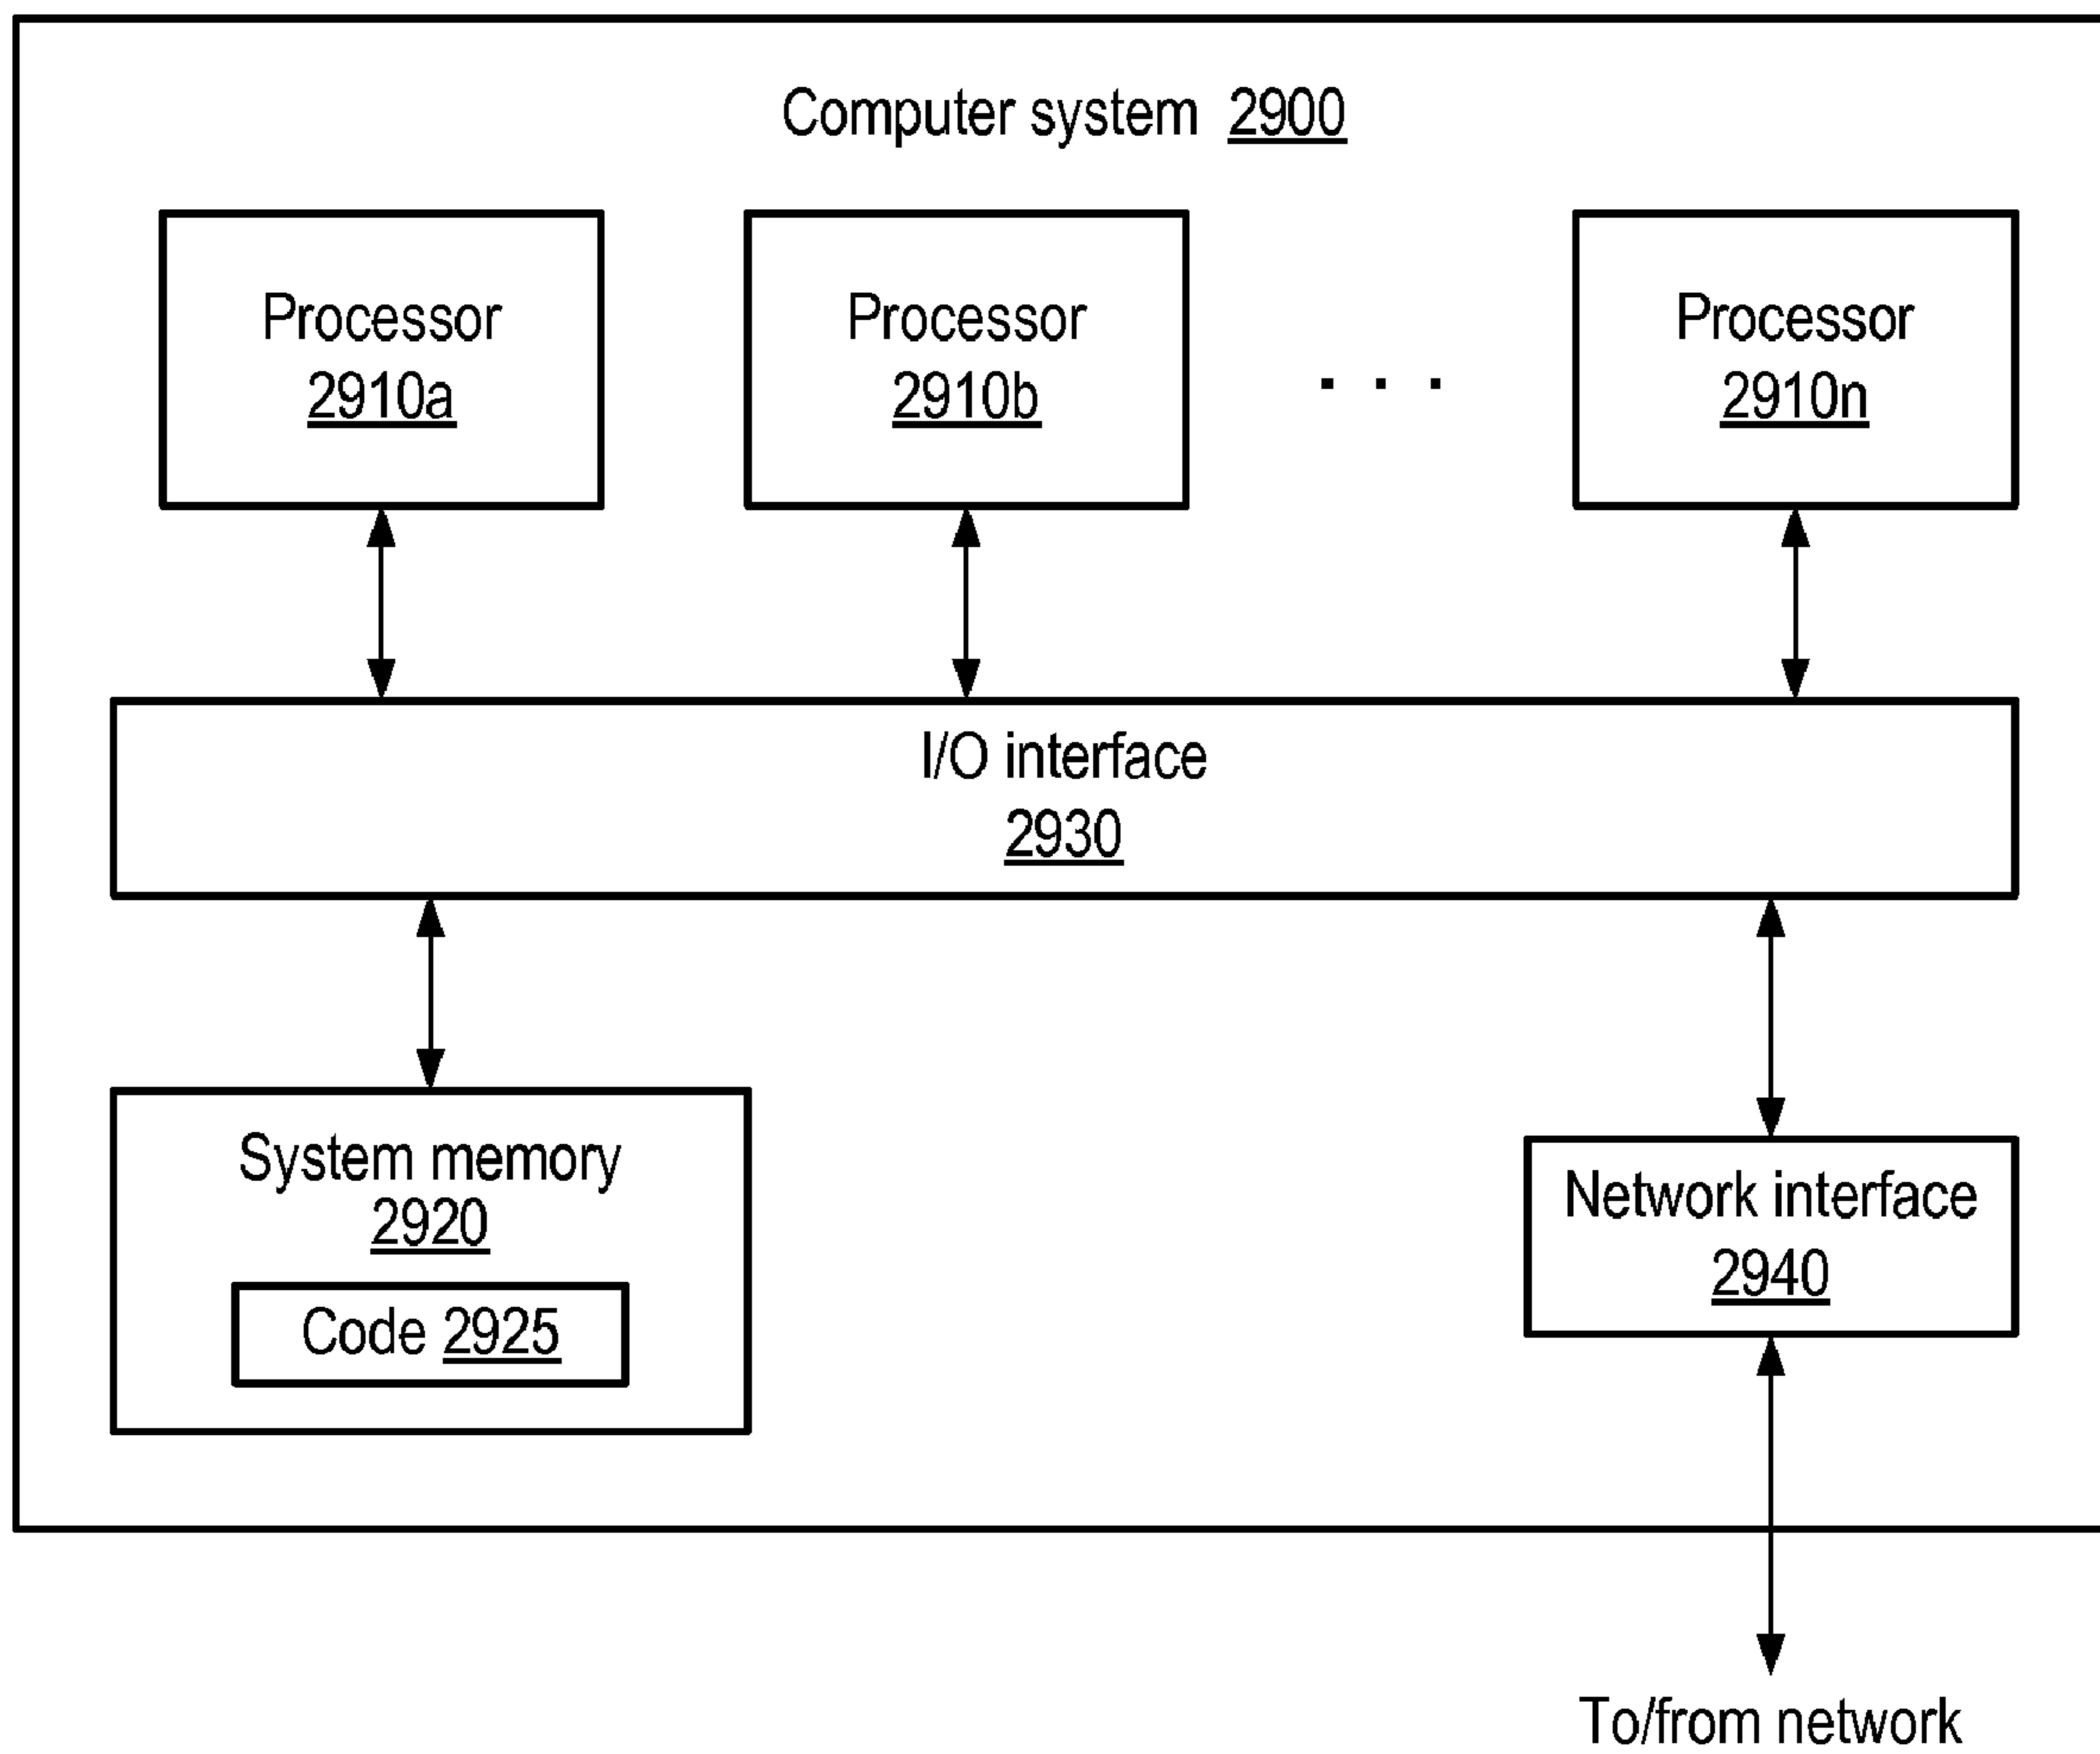 Computer system 2900
Processor
2910a
Processor
2910b
. . .
Processor
2910n
I/O interface
2930
System memory
2920
Code 2925
Network interface
2940
To/from network